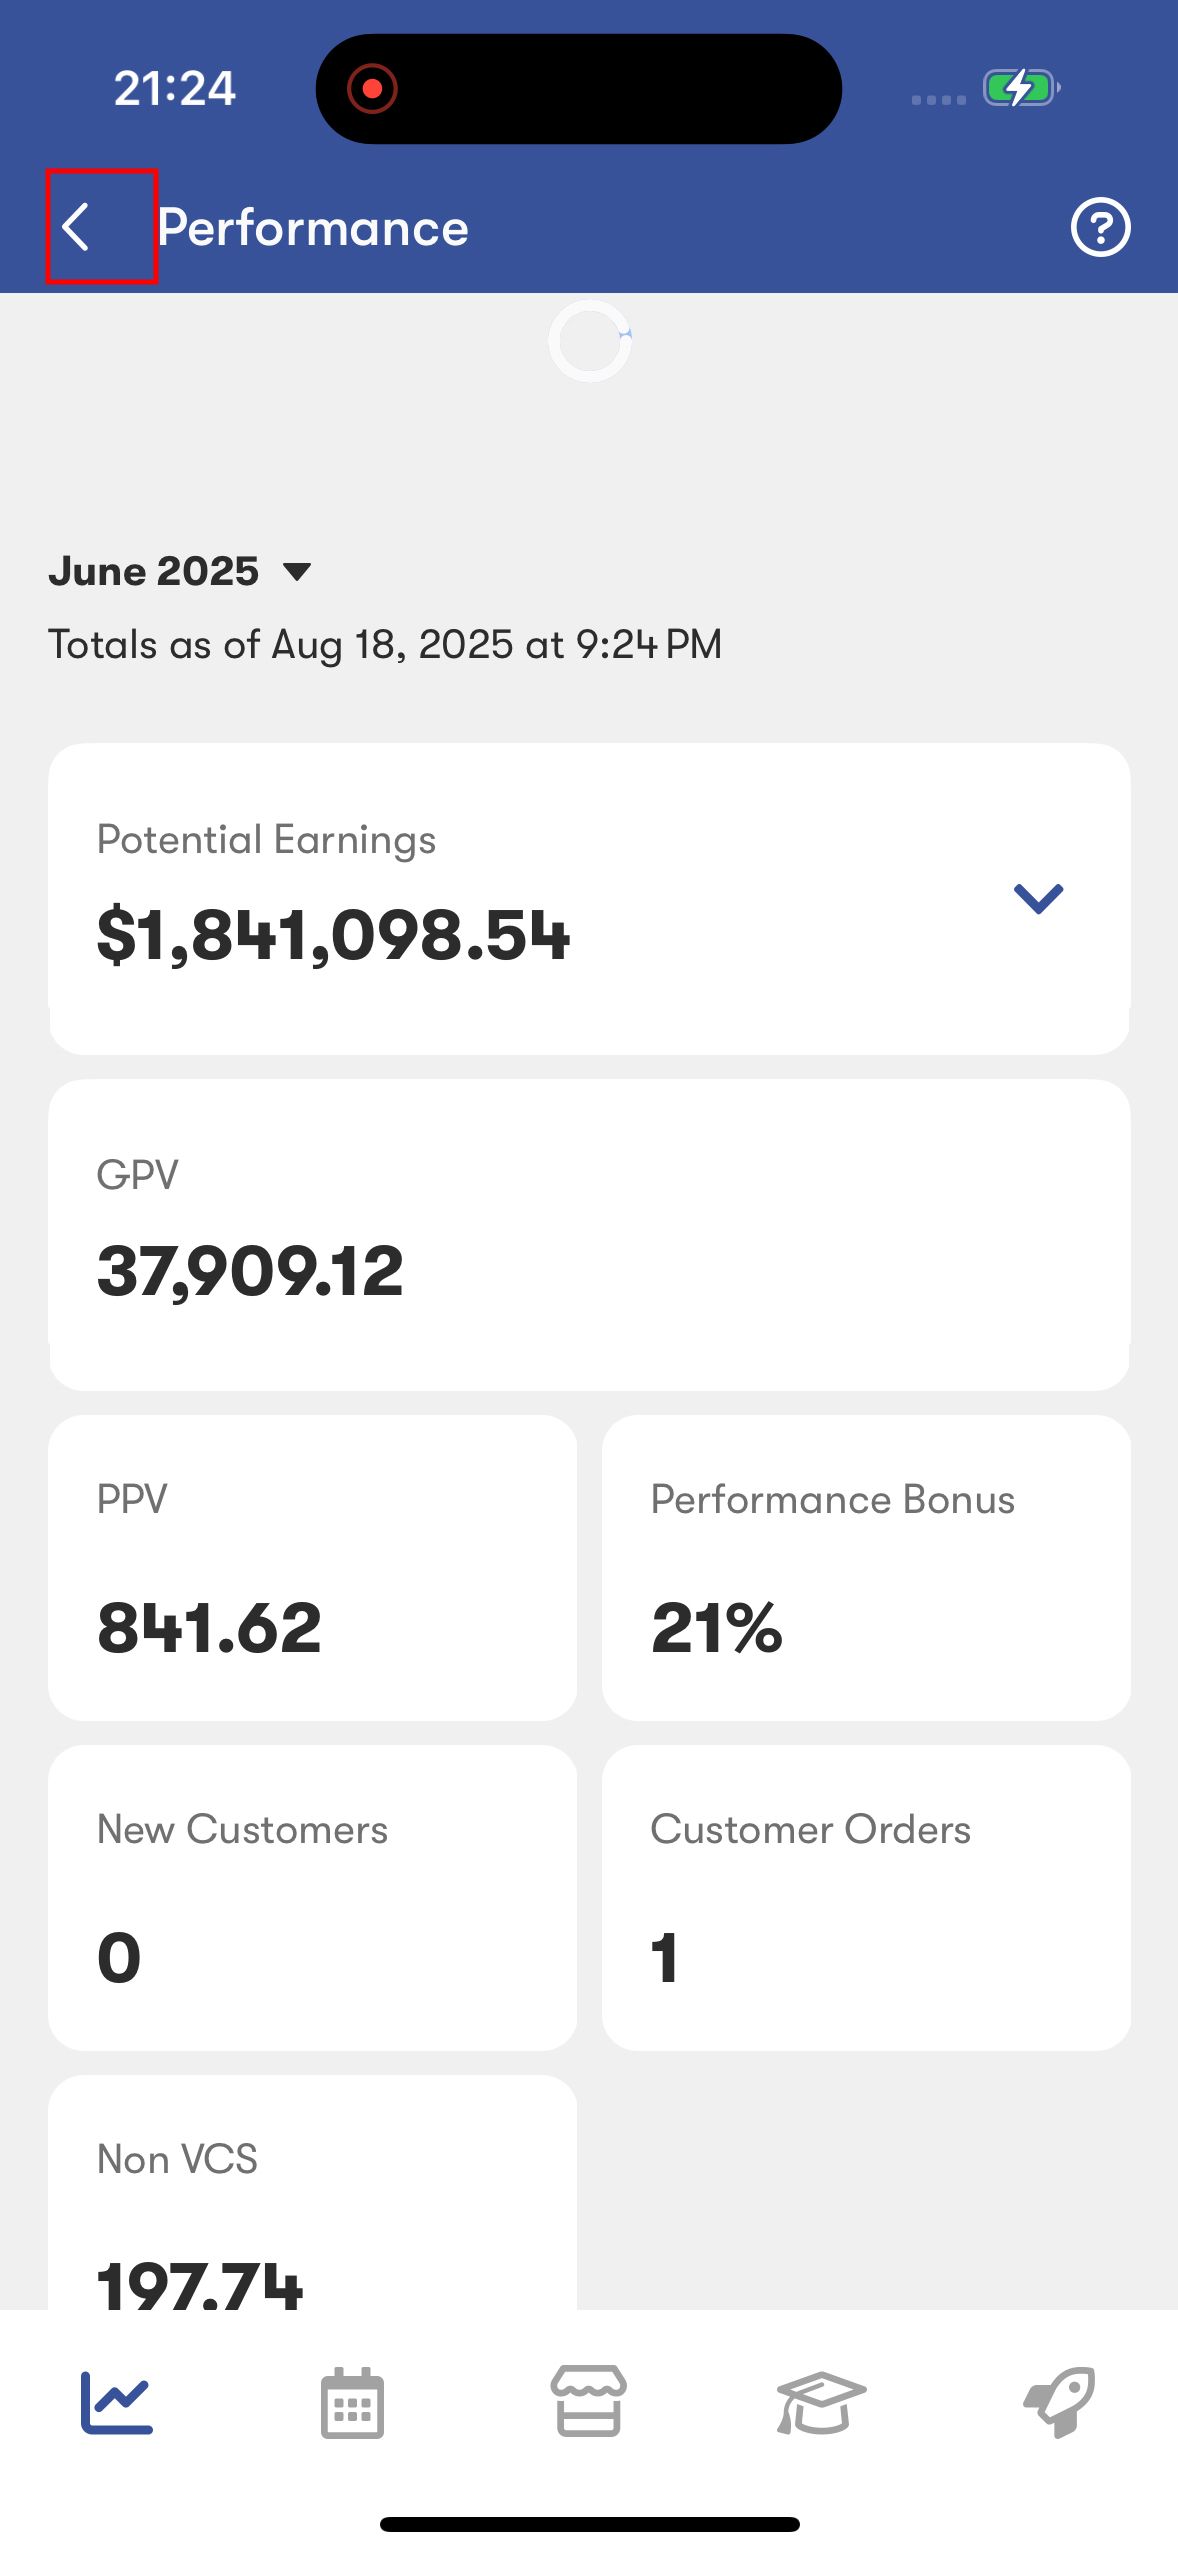 21:24
Performance
June 2025
Totals as of Aug 18, 2025 at 9:24 PM
Potential Earnings
$1,841,098.54
GPV
37,909.12
PPV
Performance Bonus
841.62
21%
New Customers
Customer Orders
0
1
Non VCS
197.74